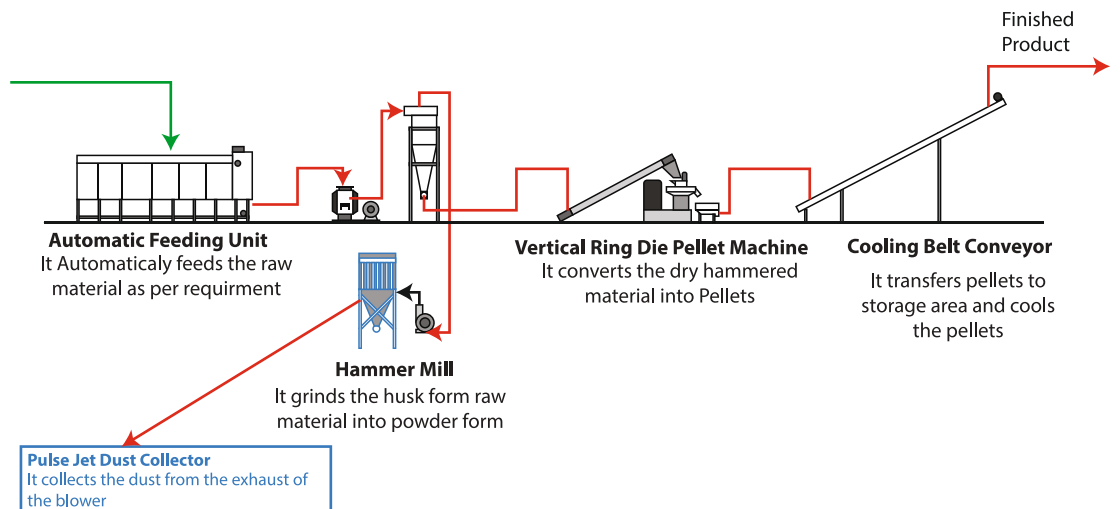 Finished
Product
Automatic Feeding Unit
It Automaticaly feeds the raw
material as per requirment
Vertical Ring Die Pellet Machine
It converts the dry hammered
material into Pellets
Cooling Belt Conveyor
It transfers pellets to
storage area and cools
the pellets
Hammer Mill
It grinds the husk form raw
material into powder form
Pulse Jet Dust Collector
It collects the dust from the exhaust of
the blower